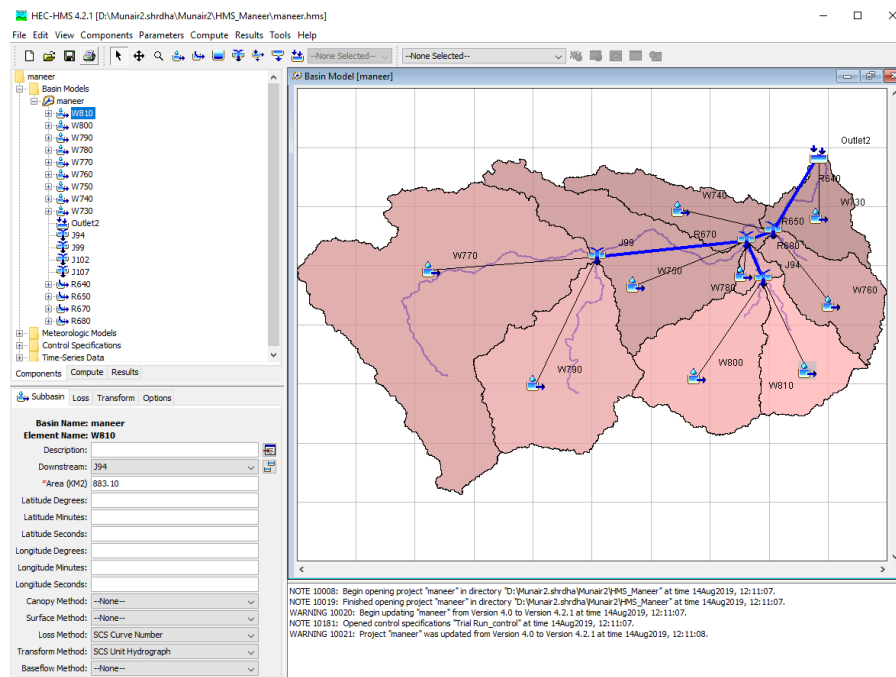 HEC-HMS 4.2.1 [D:\Munair2.shrdha\Munair2\HMS_Maneer\maneer.hms]
File Edit View Components Parameters Compute Results Tools Help
--None Selected-- --None Selected--
maneer
Basin Models
maneer
W810
W800
W790
W780
W770
W760
W750
W740
W730
Outlet2
J94
J99
J102
J107
R640
R650
R670
R680
Meteorologic Models
Control Specifications
Time-Series Data
Components Compute Results
Subbasin Loss Transform Options
Basin Name: maneer
Element Name: W810
Description:
Downstream: J94
*Area (KM2) 883.10
Latitude Degrees:
Latitude Minutes:
Latitude Seconds:
Longitude Degrees:
Longitude Minutes:
Longitude Seconds:
Canopy Method: --None--
Surface Method: --None--
Loss Method: SCS Curve Number
Transform Method: SCS Unit Hydrograph
Baseflow Method: --None--
Basin Model [maneer]
Outlet2
R640
W740
W730
R650
R670
J99
R680
W770
W750
J94
W780
W760
W790
W800
W810
NOTE 10008: Begin opening project "maneer" in directory "D:\Munair2.shrdha\Munair2\HMS_Maneer" at time 14Aug2019, 12:11:07.
NOTE 10019: Finished opening project "maneer" in directory "D:\Munair2.shrdha\Munair2\HMS_Maneer" at time 14Aug2019, 12:11:07.
WARNING 10020: Begin updating "maneer" from Version 4.0 to Version 4.2.1 at time 14Aug2019, 12:11:07.
NOTE 10181: Opened control specifications "Trial Run_control" at time 14Aug2019, 12:11:07.
WARNING 10021: Project "maneer" was updated from Version 4.0 to Version 4.2.1 at time 14Aug2019, 12:11:08.